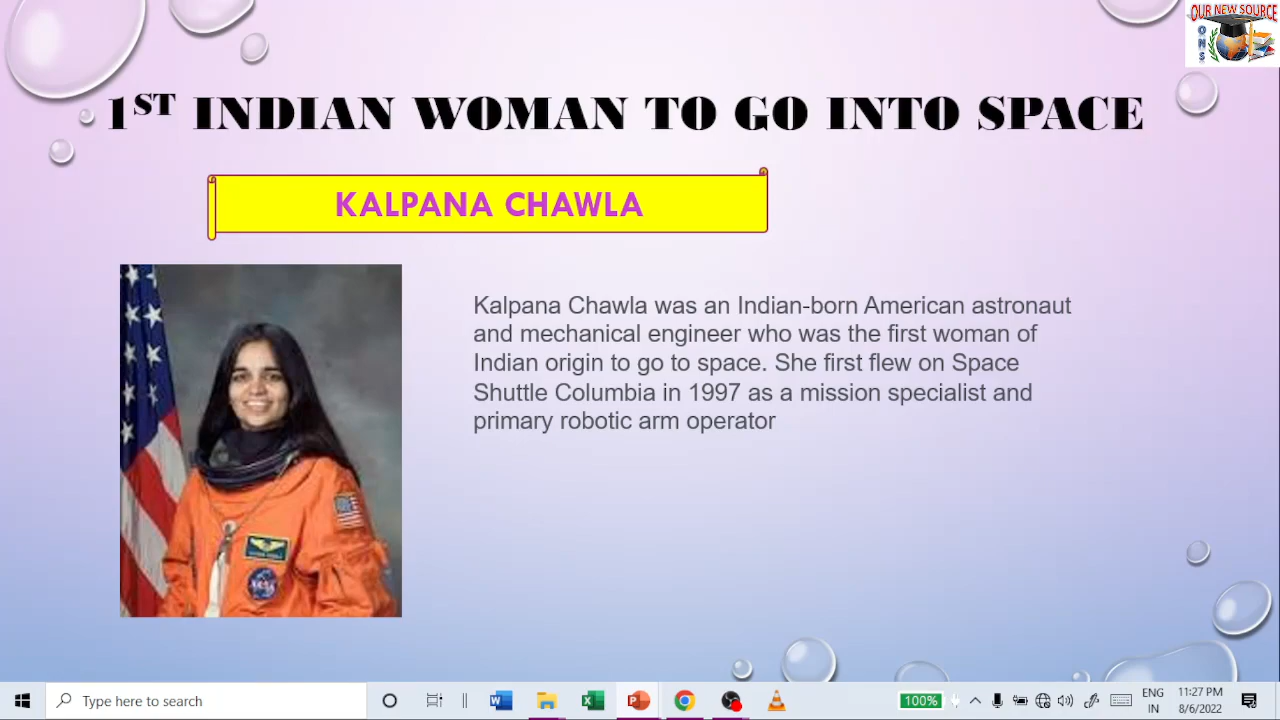 OUR NEW SOURCE
ONS
1ST INDIAN WOMAN TO GO INTO SPACE
KALPANA CHAWLA
Kalpana Chawla was an Indian-born American astronaut
and mechanical engineer who was the first woman of
Indian origin to go to space. She first flew on Space
Shuttle Columbia in 1997 as a mission specialist and
primary robotic arm operator
NASA
Type here to search
100%
ENG
IN
11:27 PM
8/6/2022